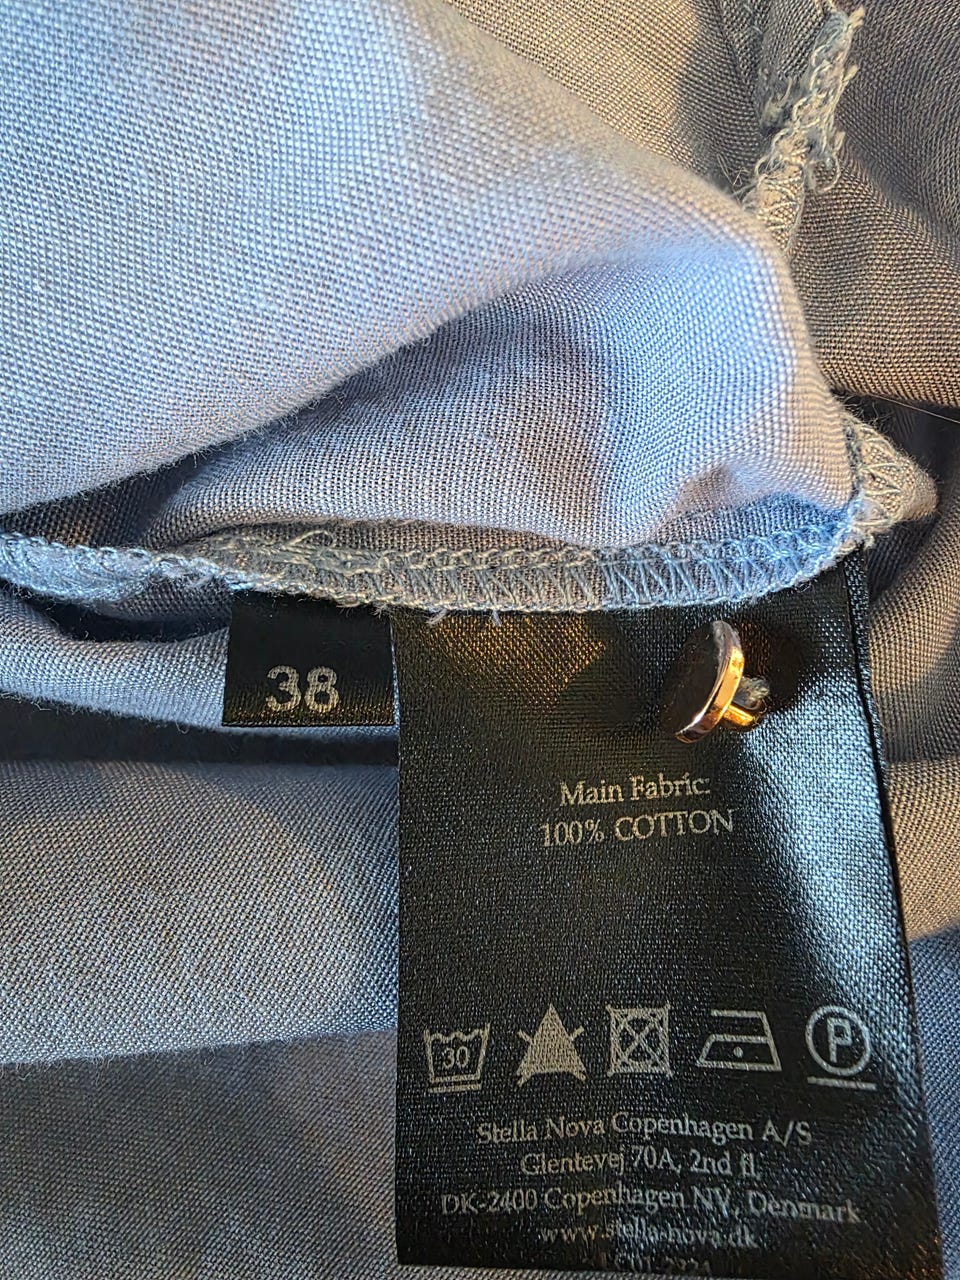 38
Main Fabric:
100% COTTON
30
P
Stella Nova Copenhagen A/S
Glentevej 70A, 2nd fl.
DK-2400 Copenhagen NV, Denmark
www.stella-nova.dk